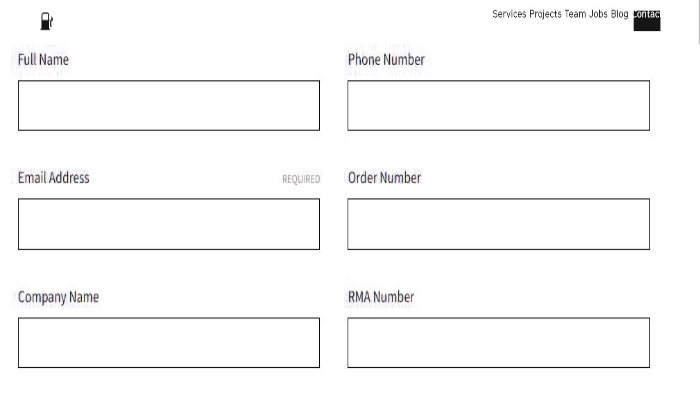 Services Projects Team Jobs Blog Contac
Full Name
Phone Number
Email Address
REQUIRED
Order Number
Company Name
RMA Number